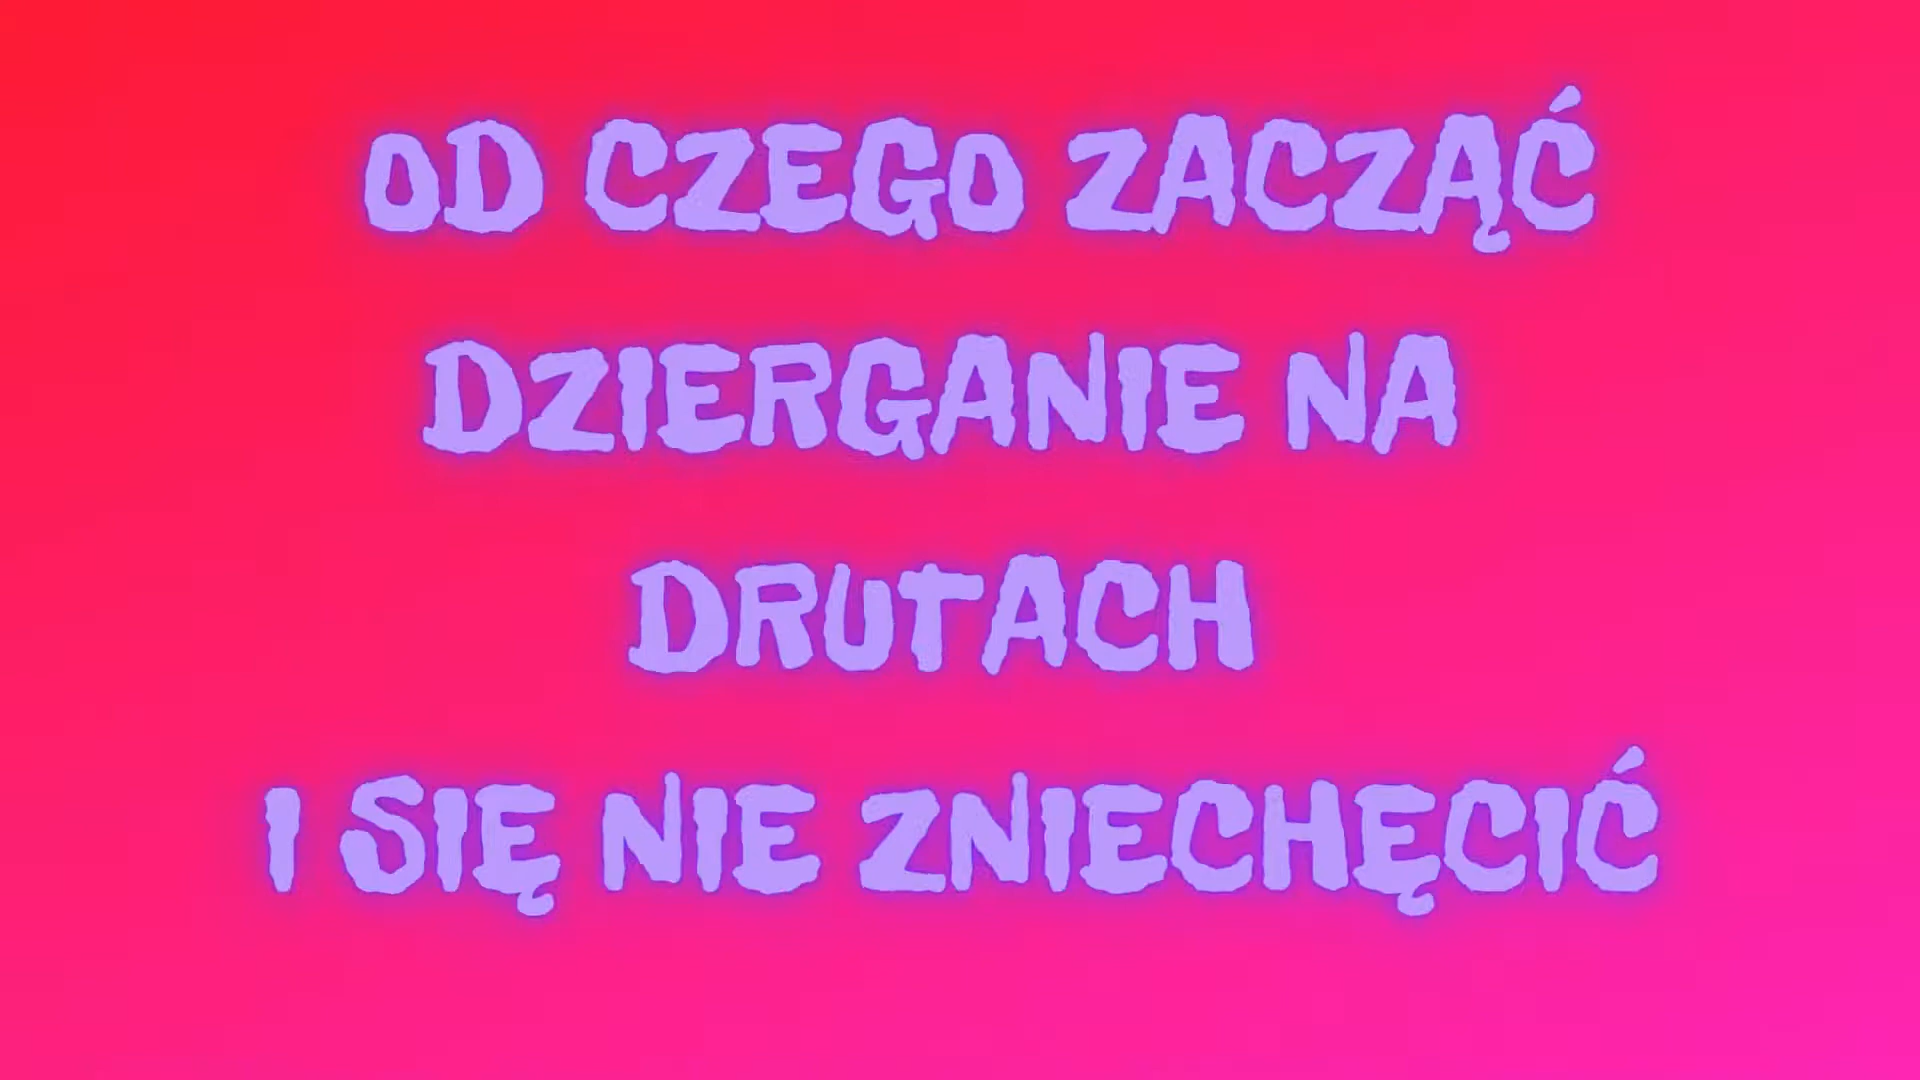 OD CZEGO ZACZĄĆ
DZIERGANIE NA
DRUTACH
I SIĘ NIE ZNIECHĘCIĆ